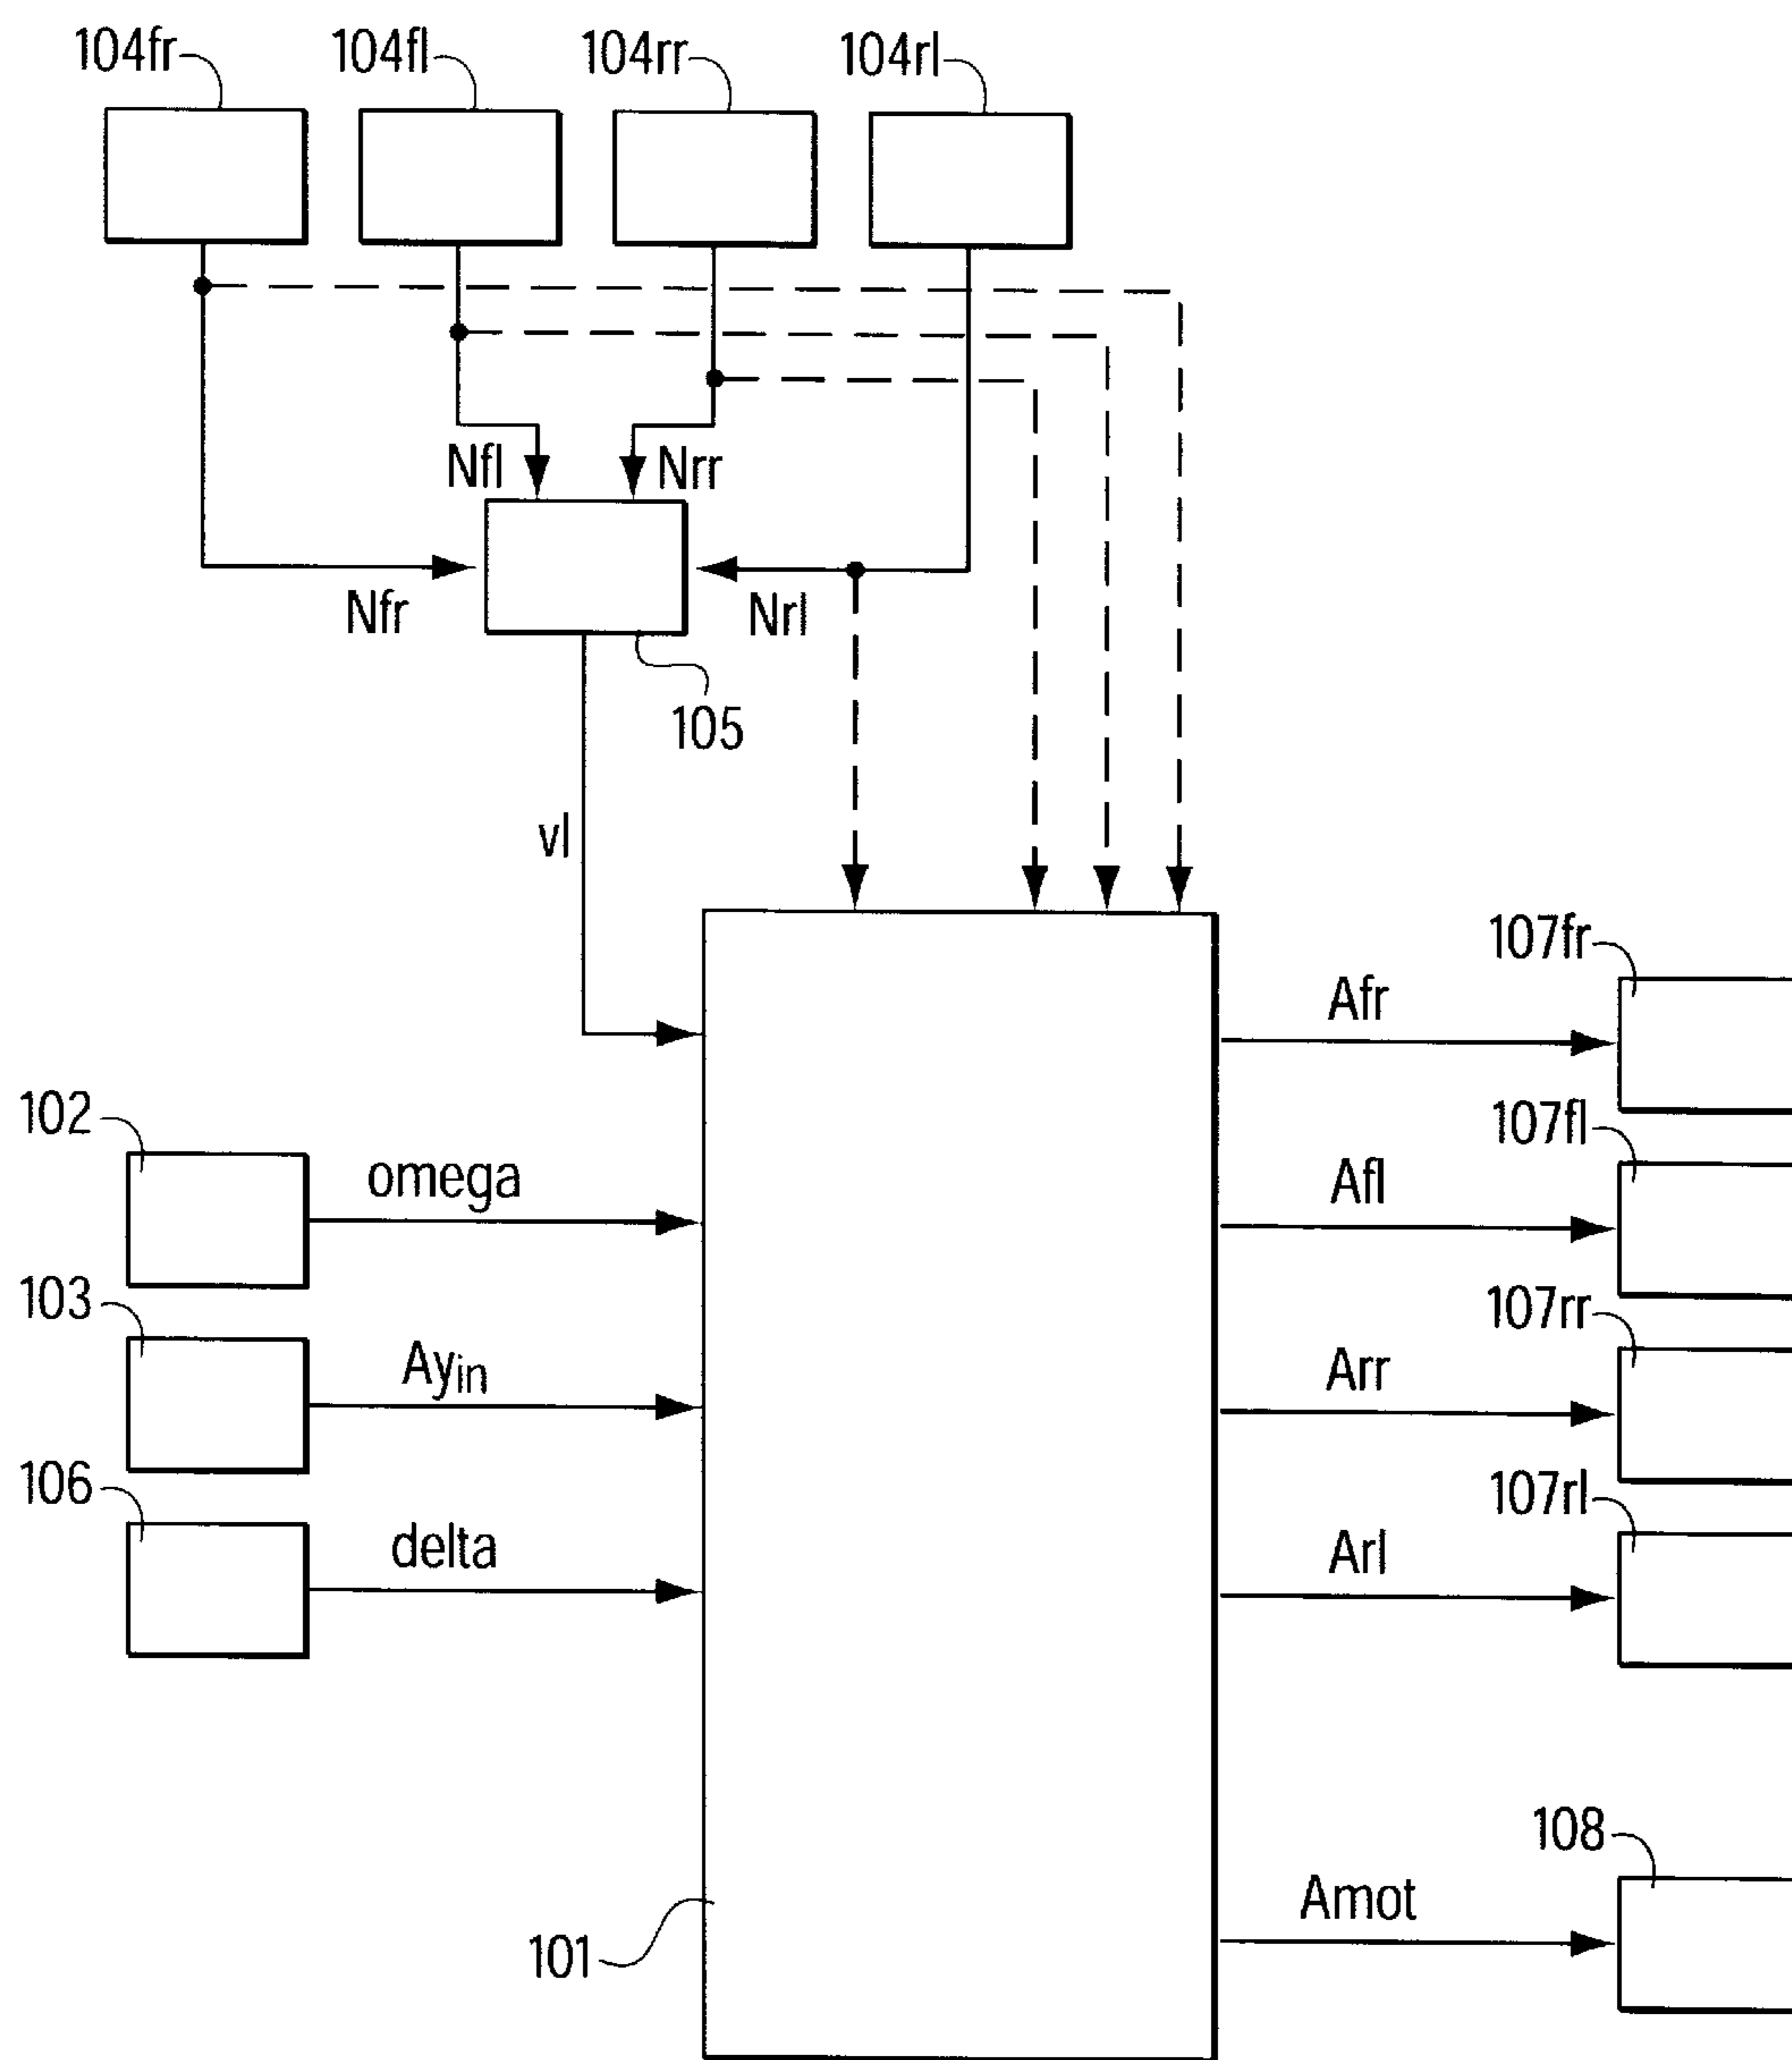 104fr
104fl
104rr
104rl
Nfl
Nrr
Nfr
Nrl
105
vl
107fr
Afr
102
omega
107fl
Afl
103
Ayin
107rr
Arr
106
delta
107rl
Arl
108
Amot
101